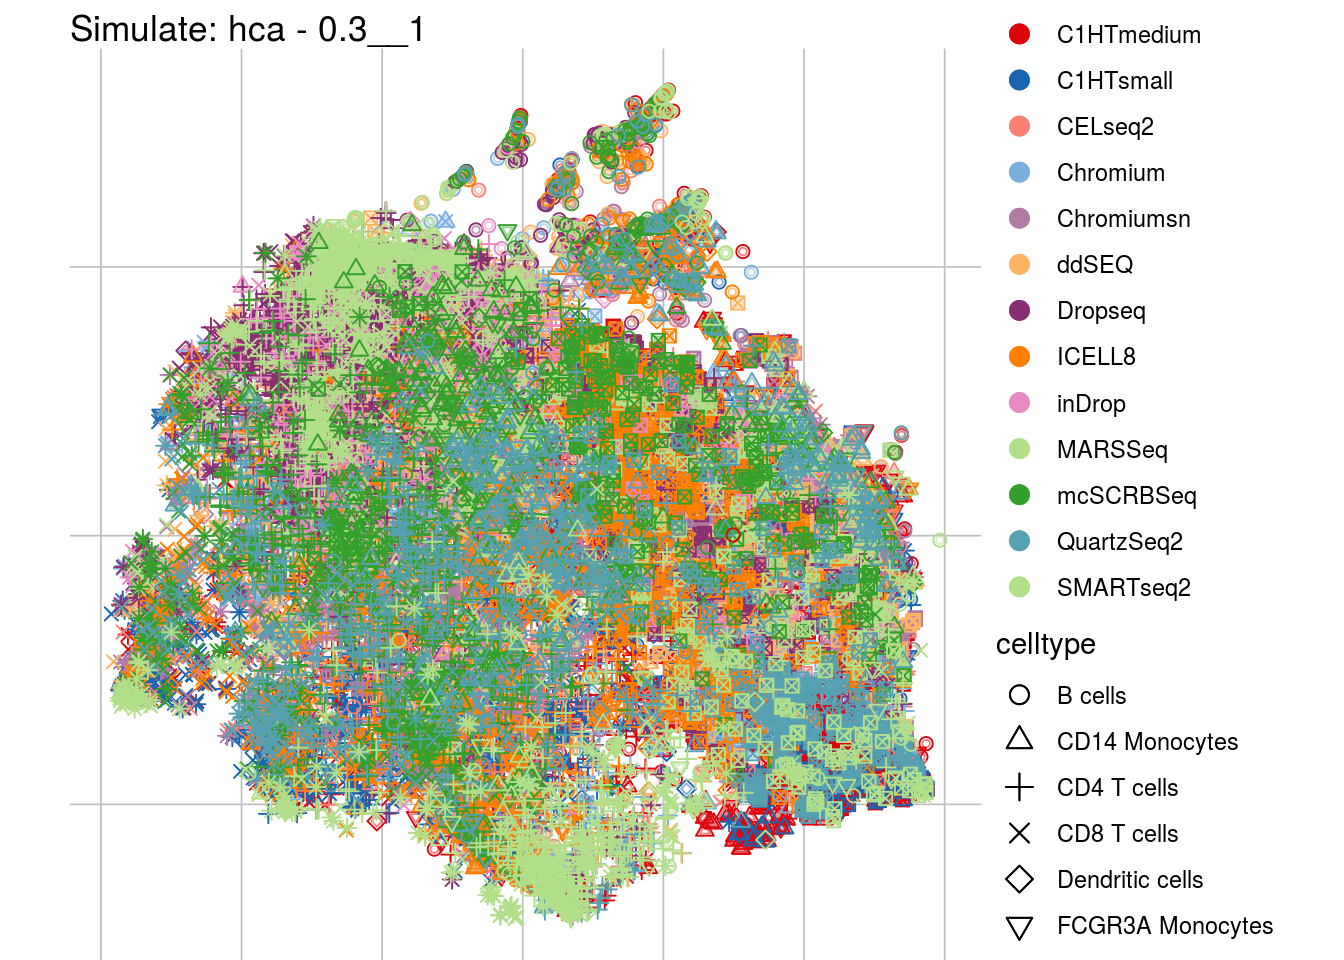 Simulate: hca - 0.3__1
C1HTmedium
C1HTsmall
CELseq2
Chromium
Chromiumsn
ddSEQ
Dropseq
ICELL8
inDrop
MARSSeq
mcSCRBSeq
QuartzSeq2
SMARTseq2
celltype
B cells
CD14 Monocytes
CD4 T cells
CD8 T cells
Dendritic cells
FCGR3A Monocytes